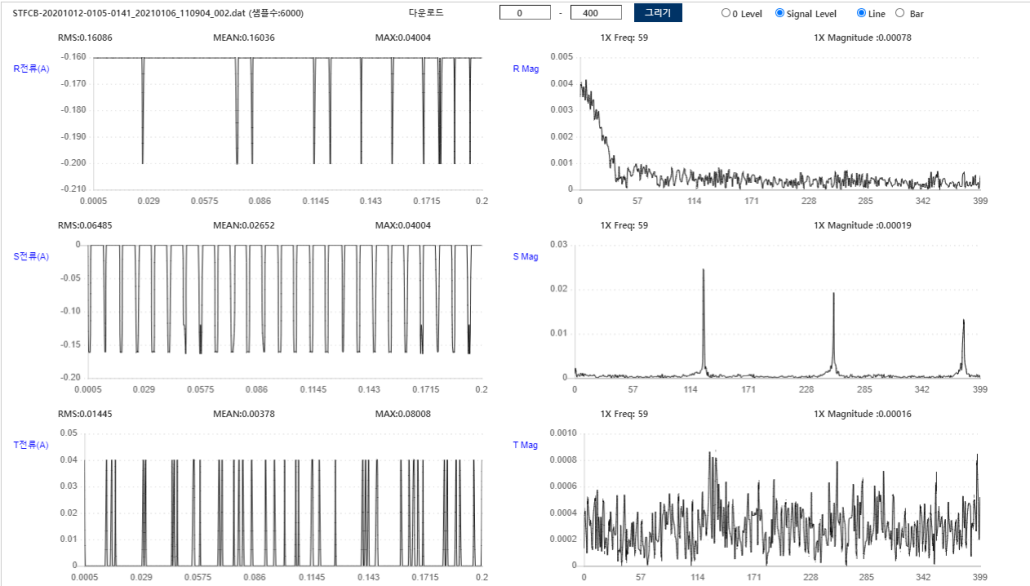 STFCB-20201012-0105-0141_20210106_110904_002.dat (샘플수:6000) 다운로드 0 - 400 그리기 0 Level Signal Level Line Bar
RMS:0.16086 MEAN:0.16036 MAX:0.04004 1X Freq: 59 1X Magnitude :0.00078
R전류(A)
-0.160
-0.170
-0.180
-0.190
-0.200
-0.210
0.0005 0.029 0.0575 0.086 0.1145 0.143 0.1715 0.2
R Mag
0.005
0.004
0.003
0.002
0.001
0
0 57 114 171 228 285 342 399
RMS:0.06485 MEAN:0.02652 MAX:0.04004 1X Freq: 59 1X Magnitude :0.00019
S전류(A)
0
-0.05
-0.10
-0.15
-0.20
0.0005 0.029 0.0575 0.086 0.1145 0.143 0.1715 0.2
S Mag
0.03
0.02
0.01
0
0 57 114 171 228 285 342 399
RMS:0.01445 MEAN:0.00378 MAX:0.08008 1X Freq: 59 1X Magnitude :0.00016
T전류(A)
0.05
0.04
0.03
0.02
0.01
0
0.0005 0.029 0.0575 0.086 0.1145 0.143 0.1715 0.2
T Mag
0.0010
0.0008
0.0006
0.0004
0.0002
0
0 57 114 171 228 285 342 399